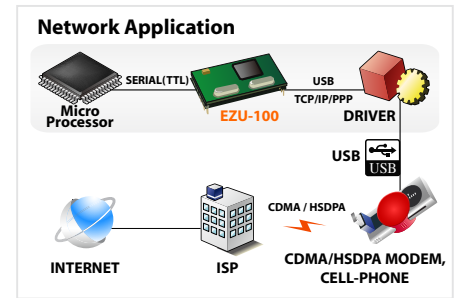 Network Application
SERIAL(TTL)
USB
TCP/IP/PPP
Micro
Processor
EZU-100
DRIVER
USB
USB
CDMA / HSDPA
INTERNET
ISP
CDMA/HSDPA MODEM,
CELL-PHONE